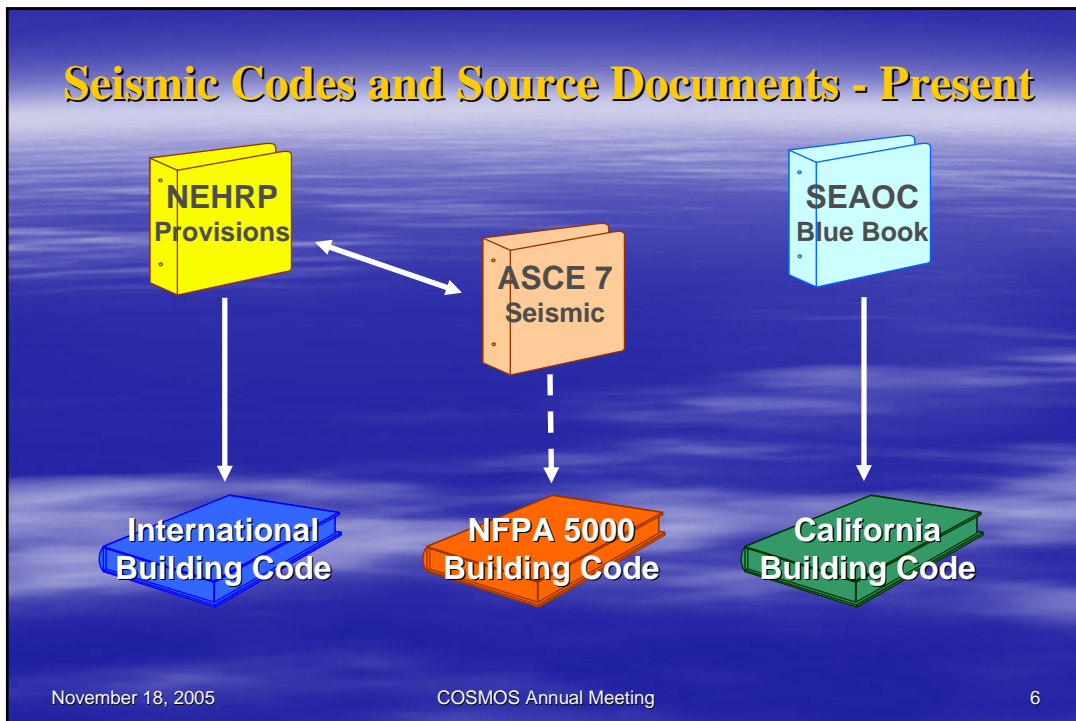 Seismic Codes and Source Documents - Present
NEHRP
Provisions
SEAOC
Blue Book
ASCE 7
Seismic
International
Building Code
NFPA 5000
Building Code
California
Building Code
November 18, 2005
COSMOS Annual Meeting
6